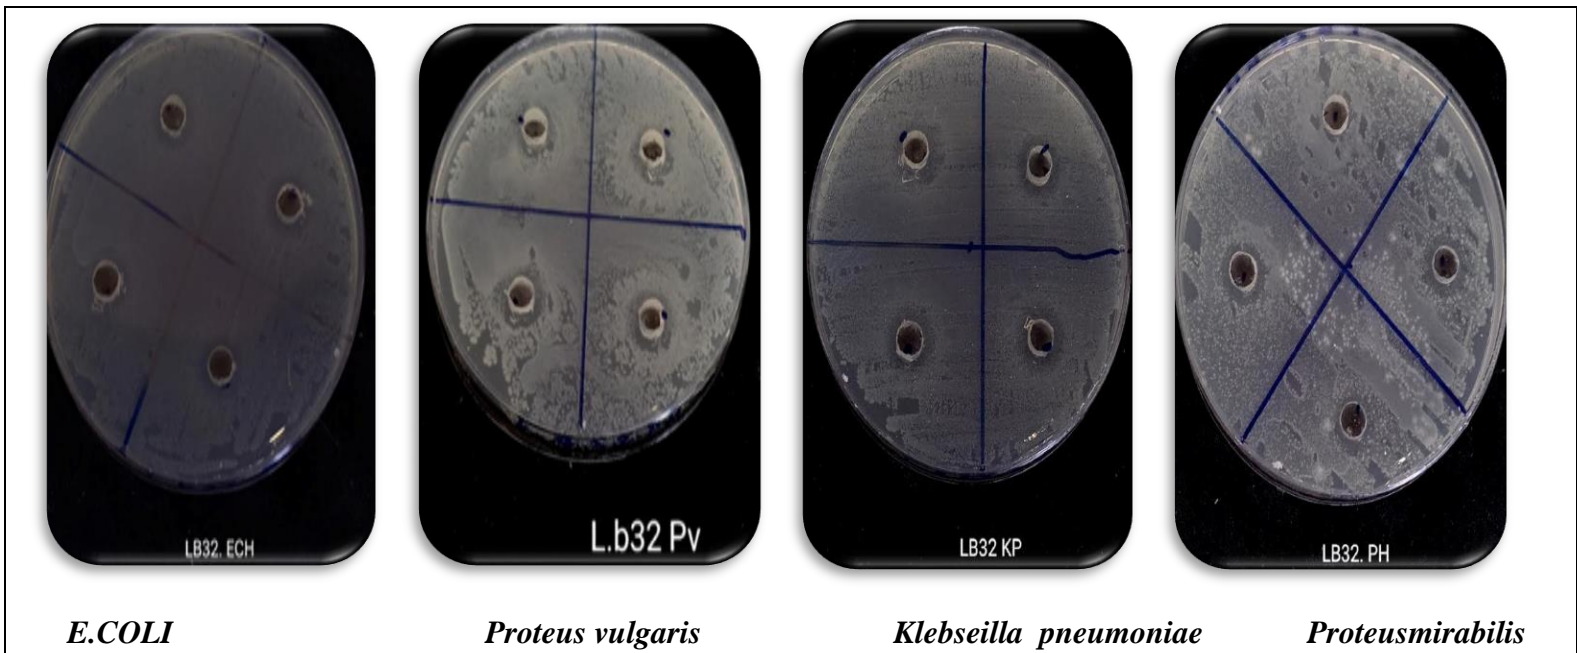 LB32. ECH
L.b32 Pv
LB32 KP
LB32. PH
E.COLI
Proteus vulgaris
Klebseilla pneumoniae
Proteusmirabilis